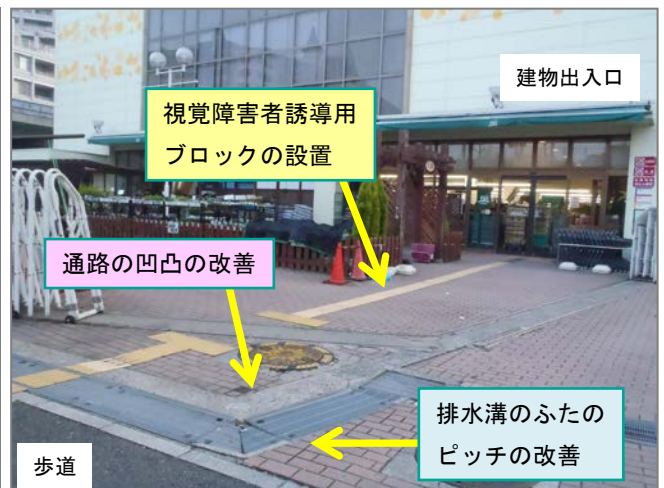 建物出入口
視覚障害者誘導用
ブロックの設置
通路の凹凸の改善
排水溝のふたの
ピッチの改善
歩道